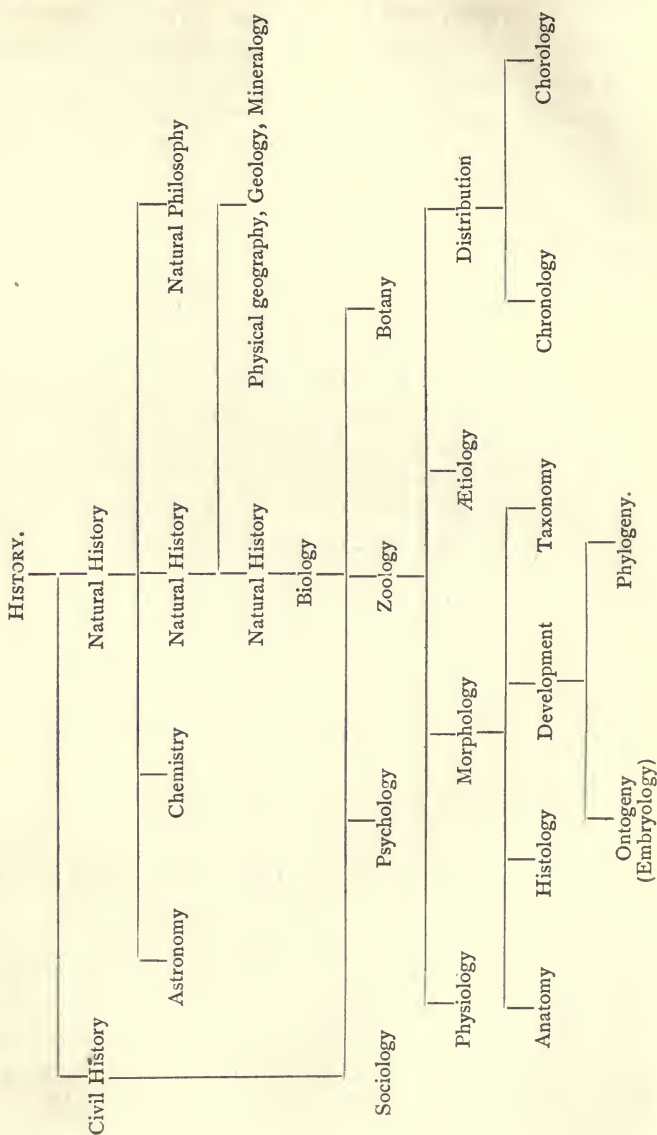 HISTORY.
Civil History
Natural History
Astronomy
Chemistry
Natural History
Natural Philosophy
Natural History
Physical geography, Geology, Mineralogy
Biology
Sociology
Psychology
Zoology
Botany
Physiology
Morphology
Ætiology
Distribution
Anatomy
Histology
Development
Taxonomy
Chronology
Chorology
Ontogeny
(Embryology)
Phylogeny.